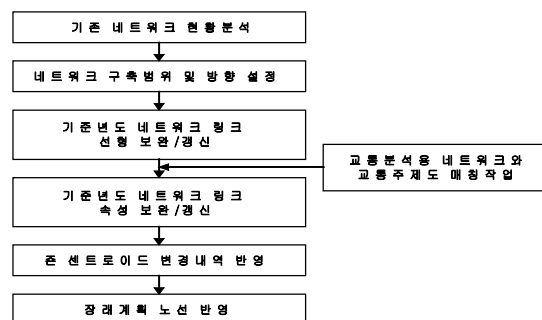 기존 네트워크 현황분석
네트워크 구축범위 및 방향 설정
기준년도 네트워크 링크
선형 보완/갱신
교통분석용 네트워크와
교통주제도 매칭작업
기준년도 네트워크 링크
속성 보완/갱신
존 센트로이드 변경내역 반영
장래계획 노선 반영